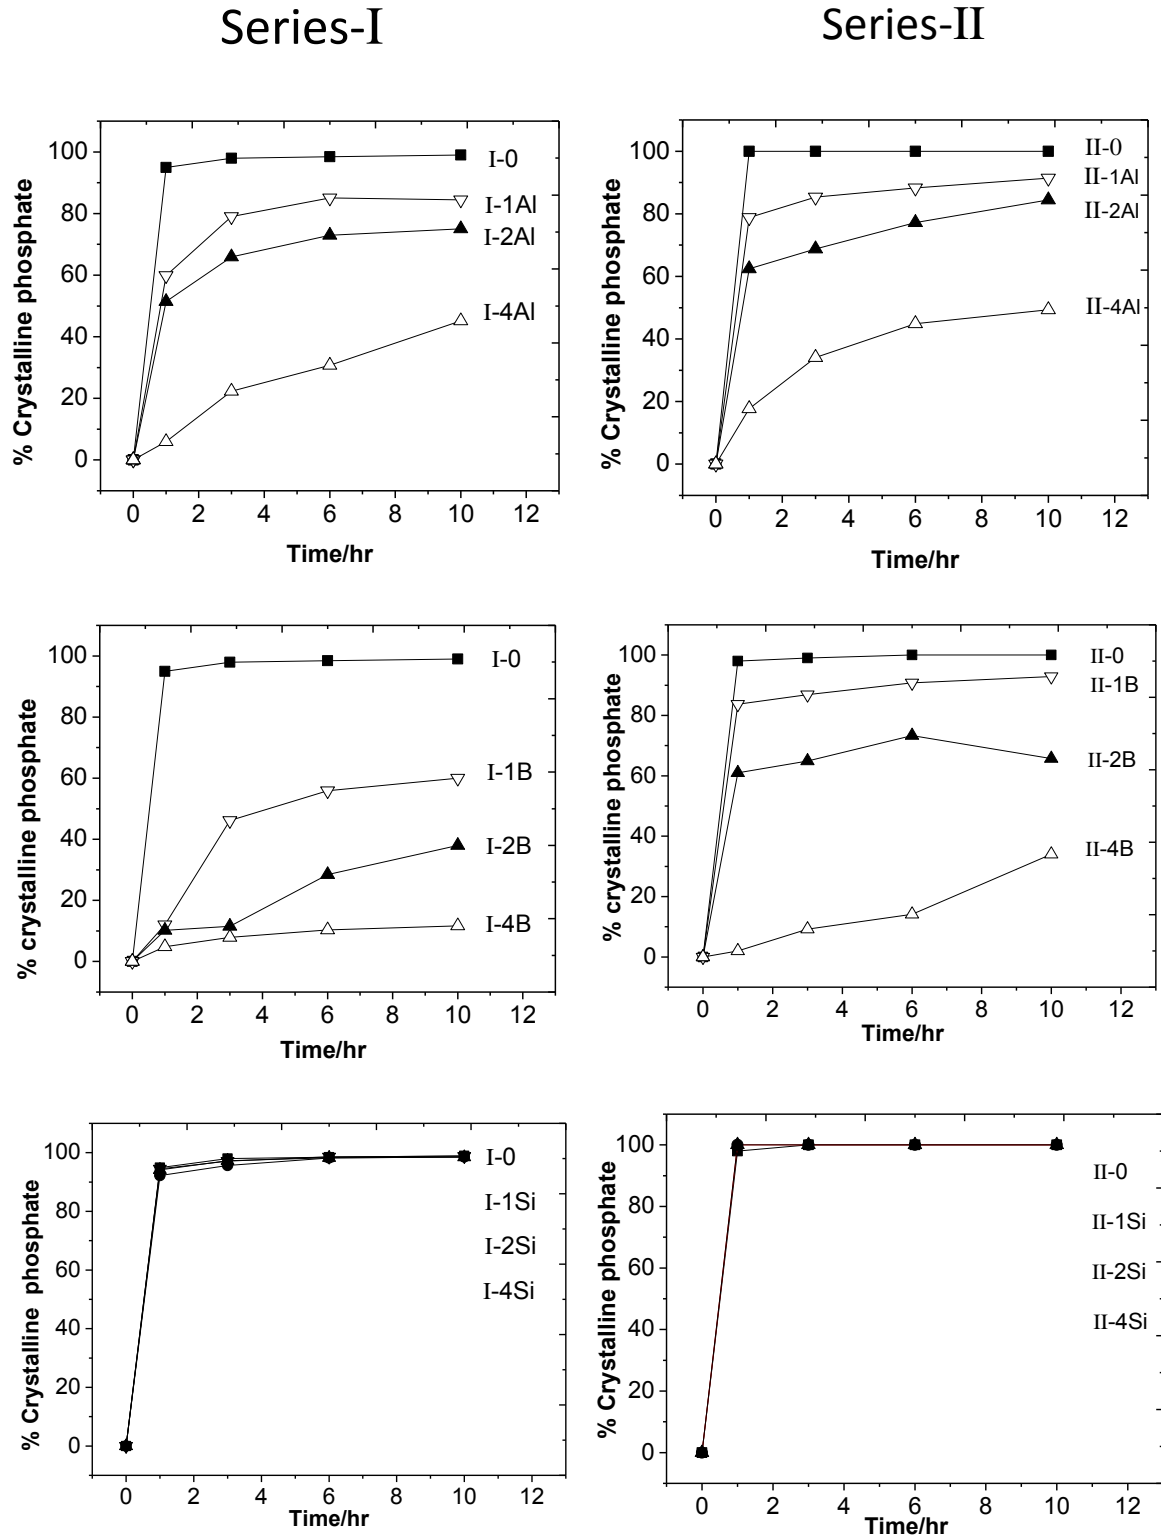 Series-I
Series-II
% Crystalline phosphate
100
80
60
40
20
0
I-0
I-1Al
I-2Al
I-4Al
0 2 4 6 8 10 12
Time/hr
% Crystalline phosphate
100
80
60
40
20
0
II-0
II-1Al
II-2Al
II-4Al
0 2 4 6 8 10 12
Time/hr
% crystalline phosphate
100
80
60
40
20
0
I-0
I-1B
I-2B
I-4B
0 2 4 6 8 10 12
Time/hr
% crystalline phosphate
100
80
60
40
20
0
II-0
II-1B
II-2B
II-4B
0 2 4 6 8 10 12
Time/hr
% Crystalline phosphate
100
80
60
40
20
0
I-0
I-1Si
I-2Si
I-4Si
0 2 4 6 8 10 12
Time/hr
% Crystalline phosphate
100
80
60
40
20
0
II-0
II-1Si
II-2Si
II-4Si
0 2 4 6 8 10 12
Time/hr